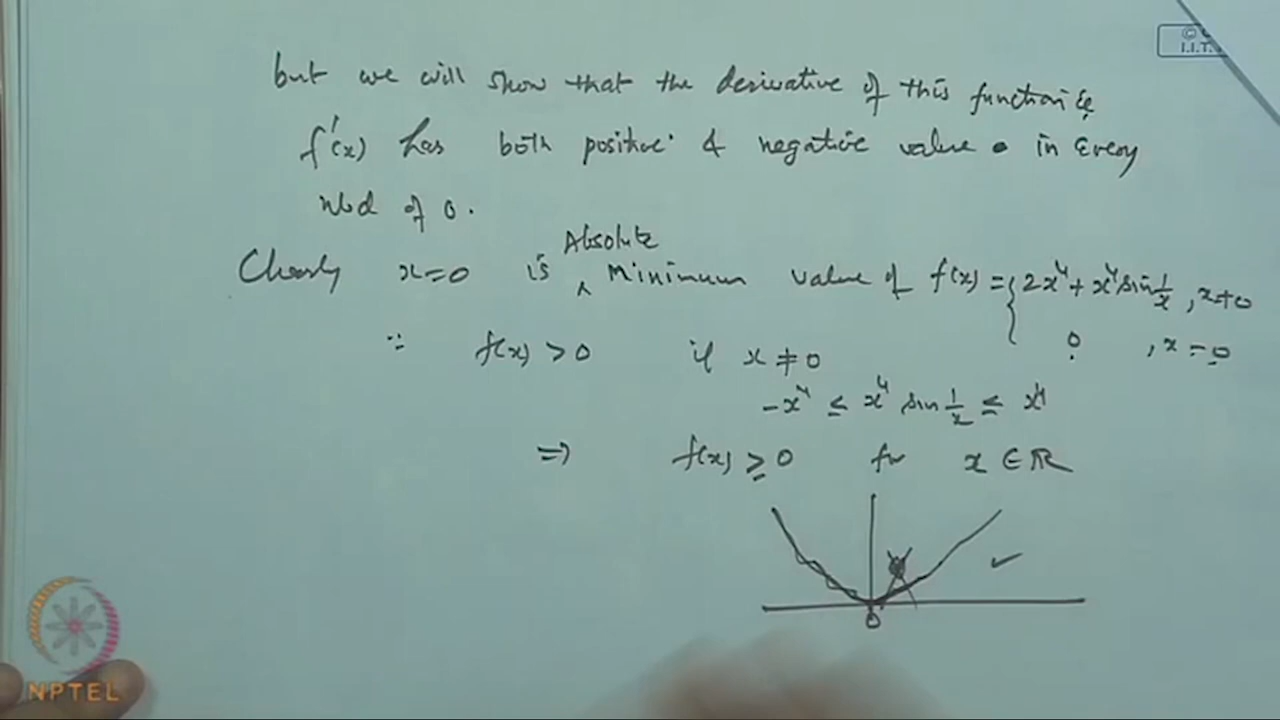 © 
I.I.T.
but we will show that the derivative of this function ie
f'(x) has both positive & negative value in Every
nbd of 0.
Absolute
Clearly x=0 is ∧ Minimum value of f(x) = { 2x⁴ + x⁴ sin 1/x , x≠0
0 , x = 0
∵ f(x) > 0 if x ≠ 0
-x⁴ ≤ x⁴ sin 1/x ≤ x⁴
⇒ f(x) ≥ 0 for x ∈ ℝ
0
NPTEL